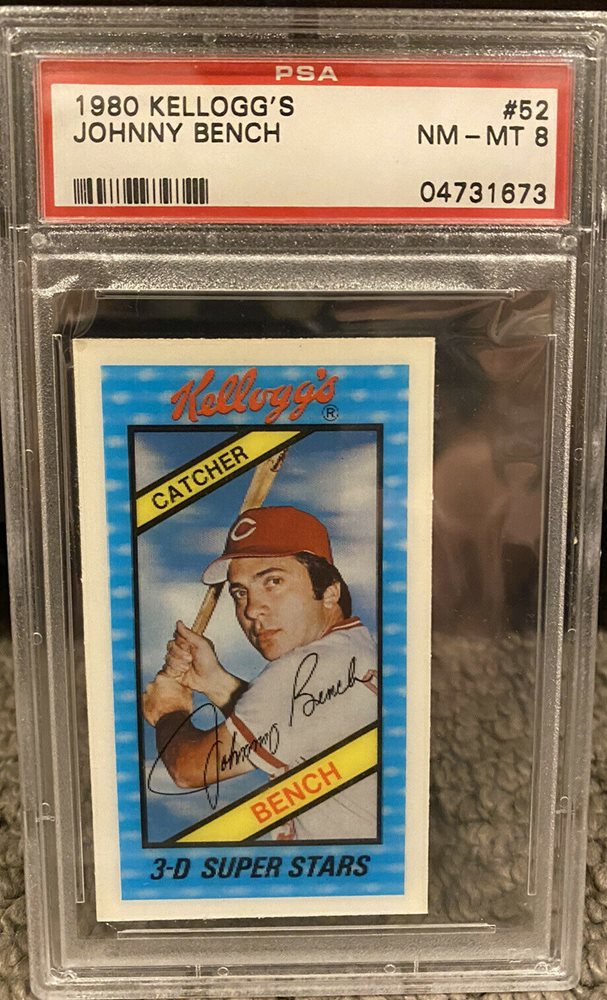 PSA
1980 KELLOGG'S #52
JOHNNY BENCH NM-MT 8
04731673
Kellogg's®
CATCHER
C
Johnny Bench
BENCH
3-D SUPER STARS